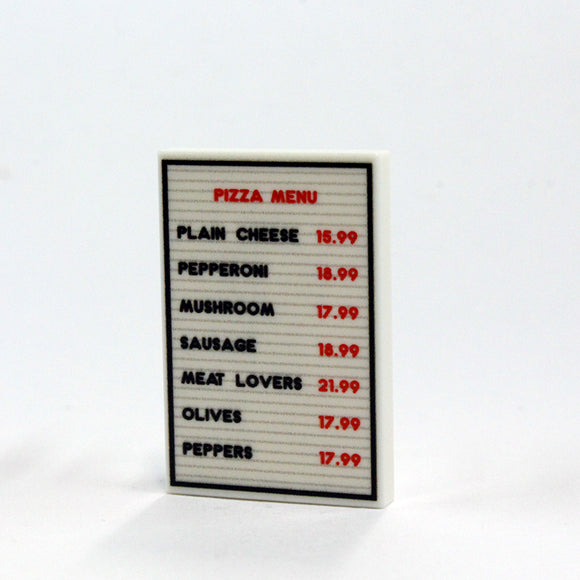 PIZZA MENU
PLAIN CHEESE 15.99
PEPPERONI 18.99
MUSHROOM 17.99
SAUSAGE 18.99
MEAT LOVERS 21.99
OLIVES 17.99
PEPPERS 17.99